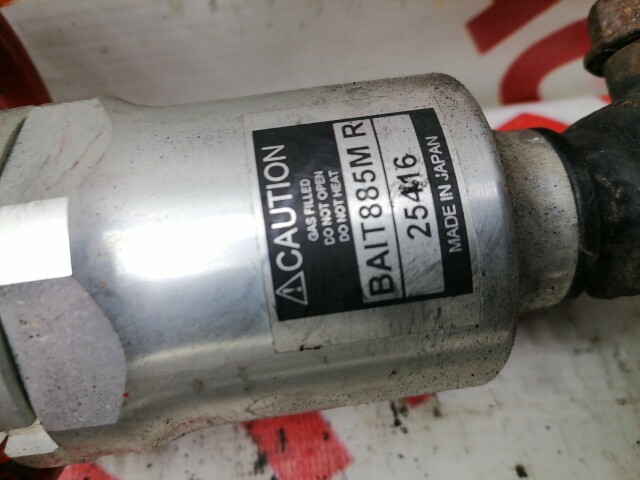 ⚠CAUTION
GAS FILLED
DO NOT OPEN
DO NOT HEAT
BAIT885M R
25416
MADE IN JAPAN